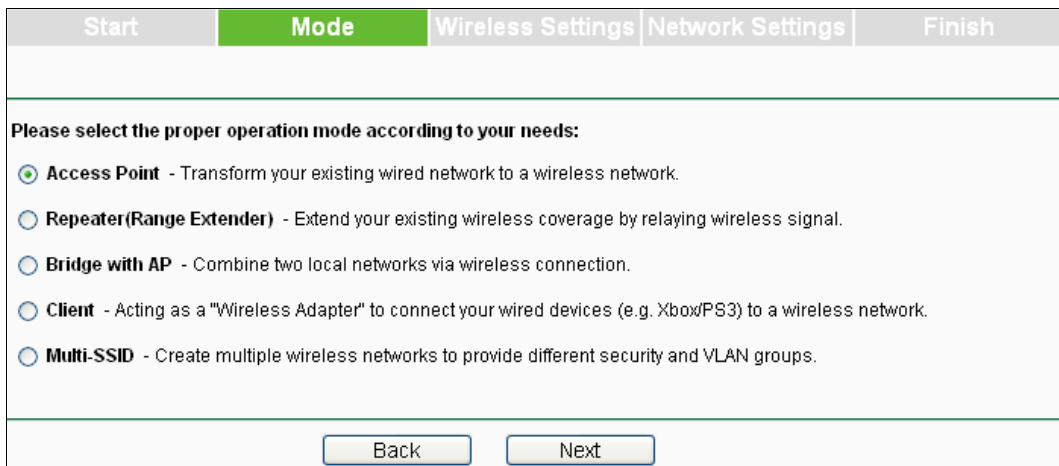 Start Mode Wireless Settings Network Settings Finish
Please select the proper operation mode according to your needs:
Access Point - Transform your existing wired network to a wireless network.
Repeater(Range Extender) - Extend your existing wireless coverage by relaying wireless signal.
Bridge with AP - Combine two local networks via wireless connection.
Client - Acting as a "Wireless Adapter" to connect your wired devices (e.g. Xbox/PS3) to a wireless network.
Multi-SSID - Create multiple wireless networks to provide different security and VLAN groups.
Back Next